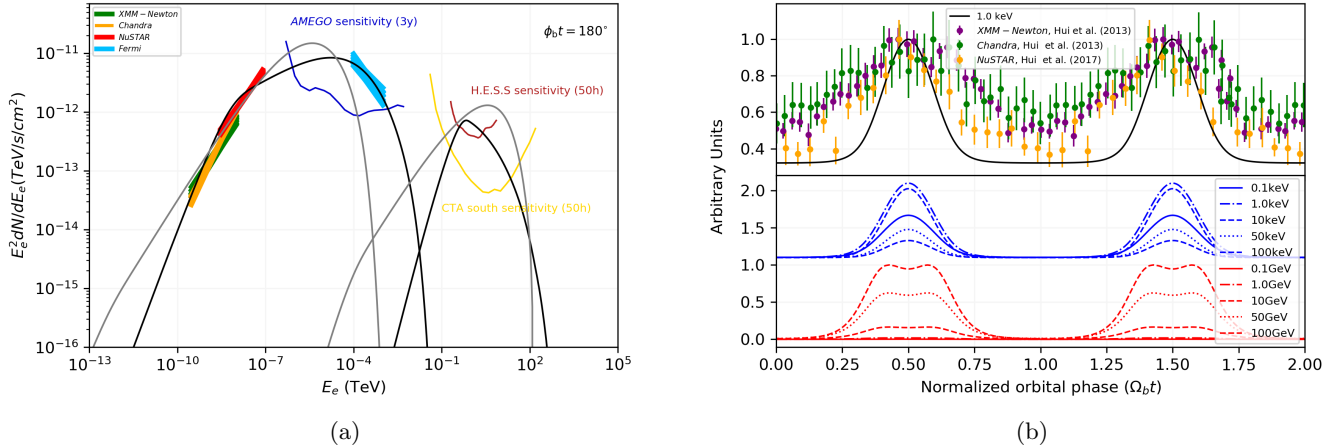 XMM−Newton
Chandra
NuSTAR
Fermi
AMEGO sensitivity (3y)
ϕ_b t = 180°
H.E.S.S sensitivity (50h)
CTA south sensitivity (50h)
E_e^2 dN/dE_e (TeV/s/cm^2)
10^−11
10^−12
10^−13
10^−14
10^−15
10^−16
10^−13
10^−10
10^−7
10^−4
10^−1
10^2
10^5
E_e (TeV)
(a)
1.0 keV
XMM−Newton, Hui et al. (2013)
Chandra, Hui et al. (2013)
NuSTAR, Hui et al. (2017)
Arbitrary Units
1.0
0.8
0.6
0.4
2.0
1.5
1.0
0.5
0.0
0.1keV
1.0keV
10keV
50keV
100keV
0.1GeV
1.0GeV
10GeV
50GeV
100GeV
0.00 0.25 0.50 0.75 1.00 1.25 1.50 1.75 2.00
Normalized orbital phase (Ω_b t)
(b)